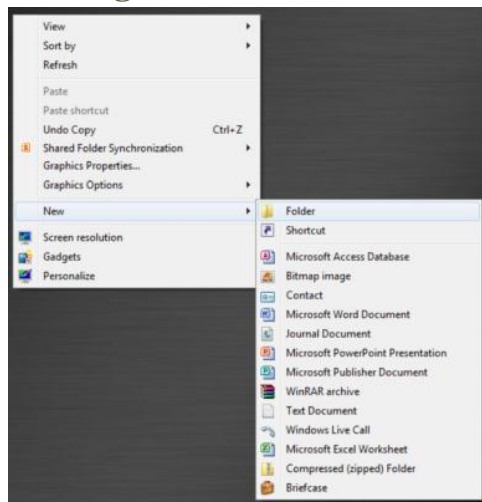 View
Sort by
Refresh
Paste
Paste shortcut
Undo Copy Ctrl+Z
Shared Folder Synchronization
Graphics Properties...
Graphics Options
New
Screen resolution
Gadgets
Personalize
Folder
Shortcut
Microsoft Access Database
Bitmap image
Contact
Microsoft Word Document
Journal Document
Microsoft PowerPoint Presentation
Microsoft Publisher Document
WinRAR archive
Text Document
Windows Live Call
Microsoft Excel Worksheet
Compressed (zipped) Folder
Briefcase